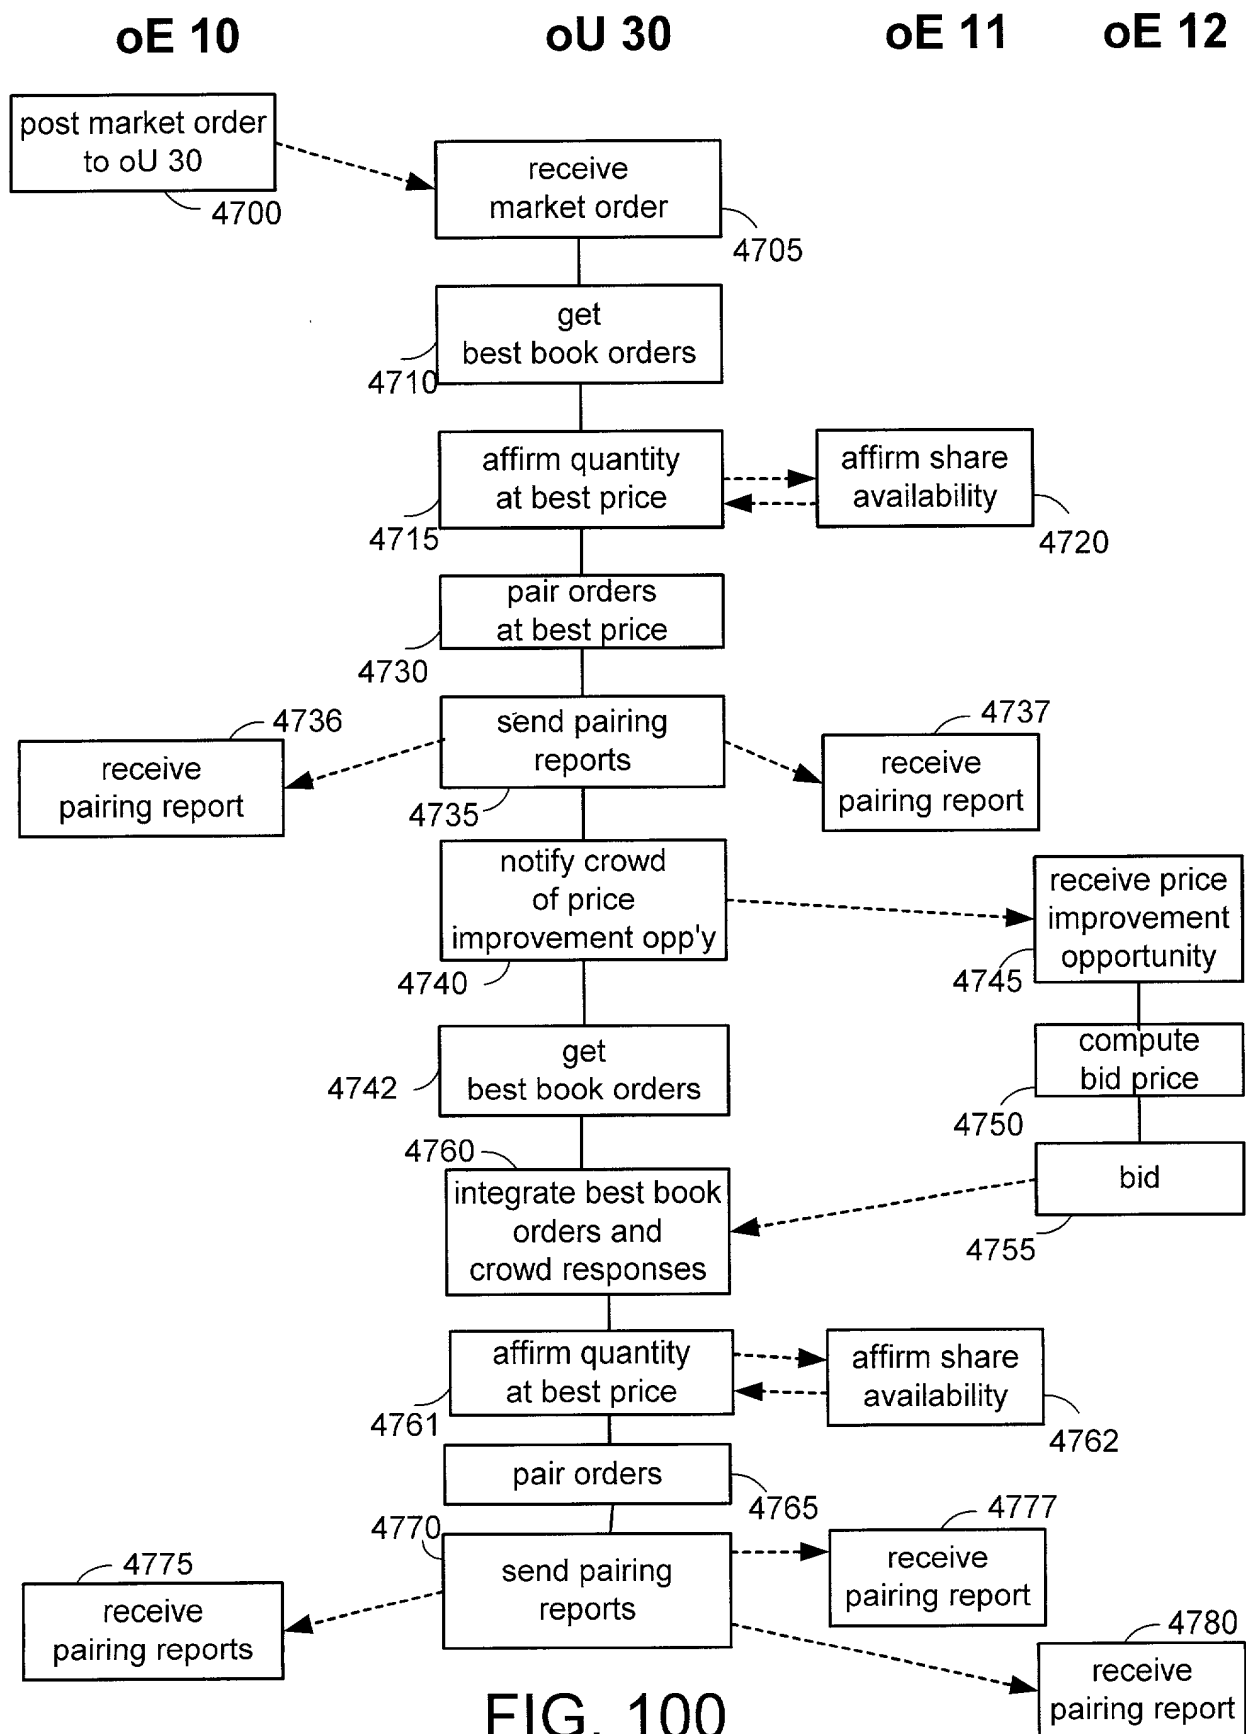 oE 10
oU 30
oE 11
oE 12
post market order
to oU 30
4700
receive
market order
4705
get
best book orders
4710
affirm quantity
at best price
4715
affirm share
availability
4720
pair orders
at best price
4730
4736
receive
pairing report
send pairing
reports
4735
4737
receive
pairing report
notify crowd
of price
improvement opp'y
4740
receive price
improvement
opportunity
4745
get
best book orders
4742
compute
bid price
4750
4760
integrate best book
orders and
crowd responses
bid
4755
affirm quantity
at best price
4761
affirm share
availability
4762
pair orders
4765
4770
send pairing
reports
4777
receive
pairing report
4775
receive
pairing reports
4780
receive
pairing report
FIG. 100